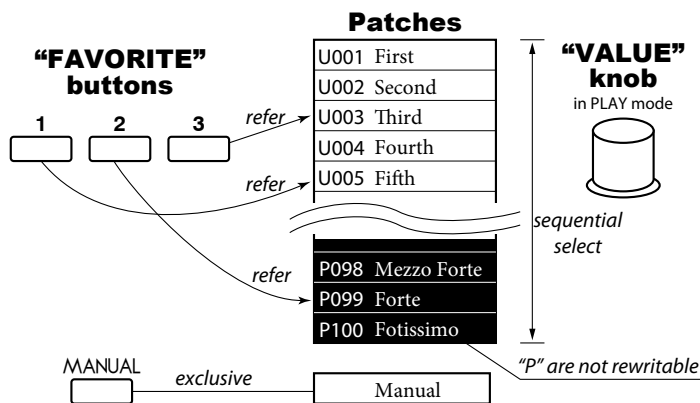 Patches
“FAVORITE”
buttons
1 2 3
refer
refer
refer
U001 First
U002 Second
U003 Third
U004 Fourth
U005 Fifth
P098 Mezzo Forte
P099 Forte
P100 Fotissimo
“VALUE”
knob
in PLAY mode
sequential
select
“P” are not rewritable
MANUAL
exclusive
Manual